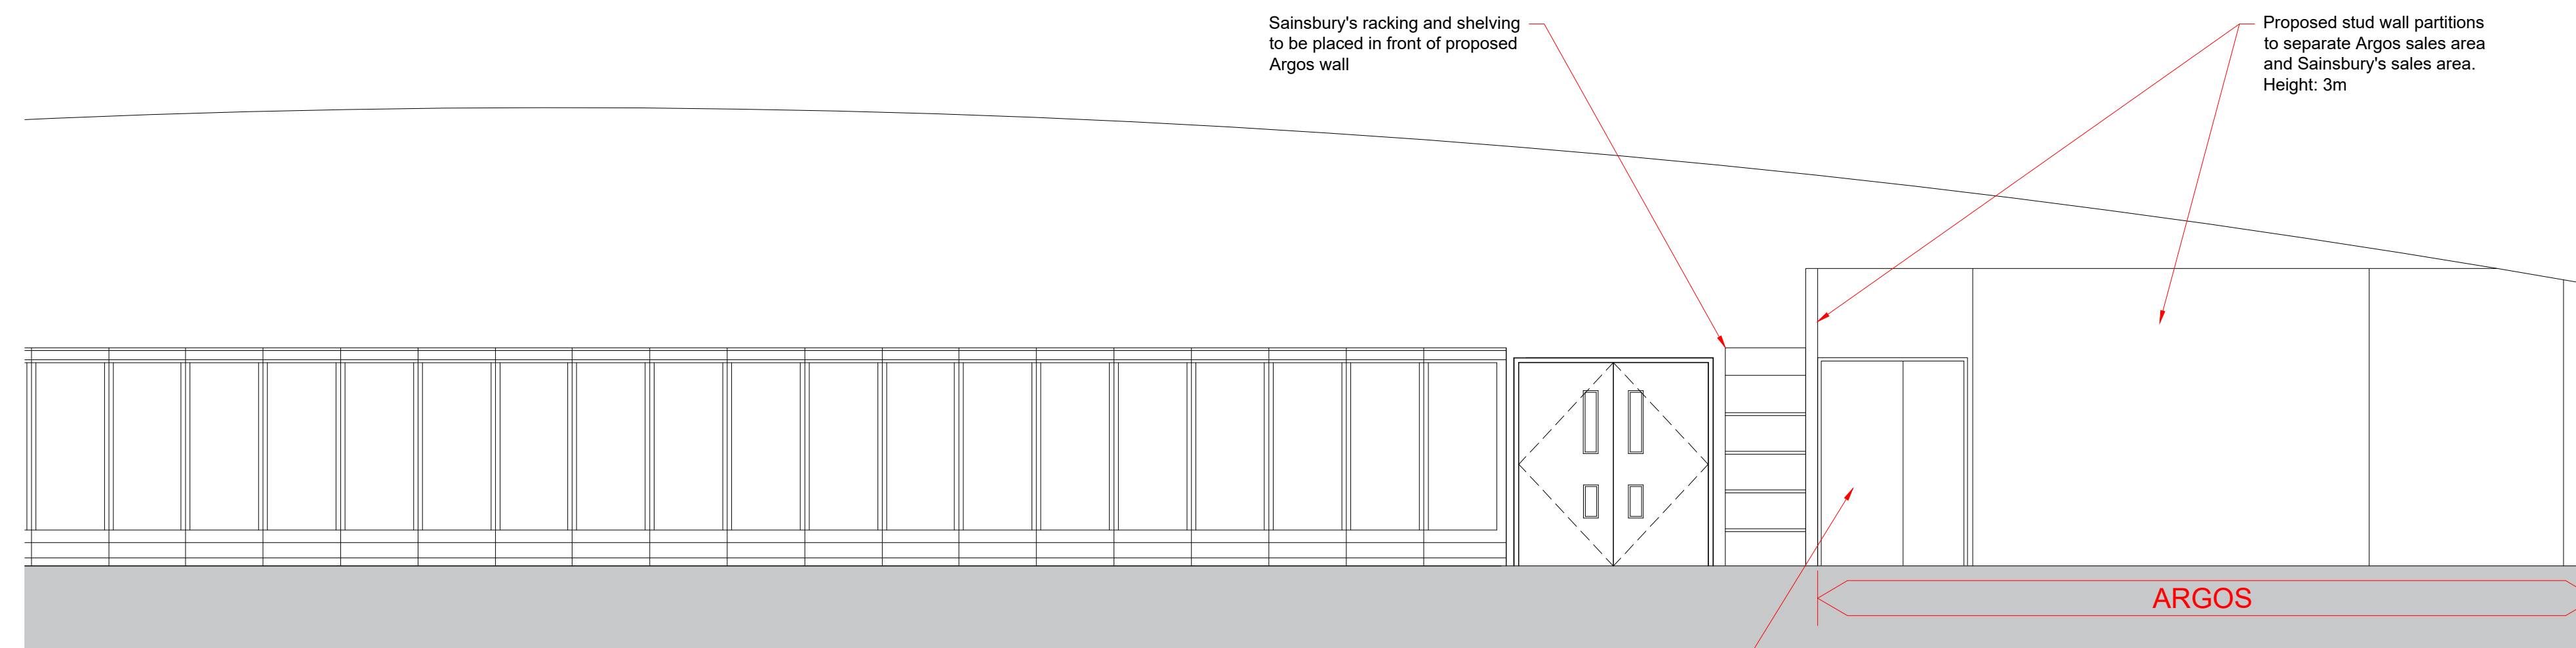 Sainsbury's racking and shelving
to be placed in front of proposed
Argos wall
Proposed stud wall partitions
to separate Argos sales area
and Sainsbury's sales area.
Height: 3m
ARGOS